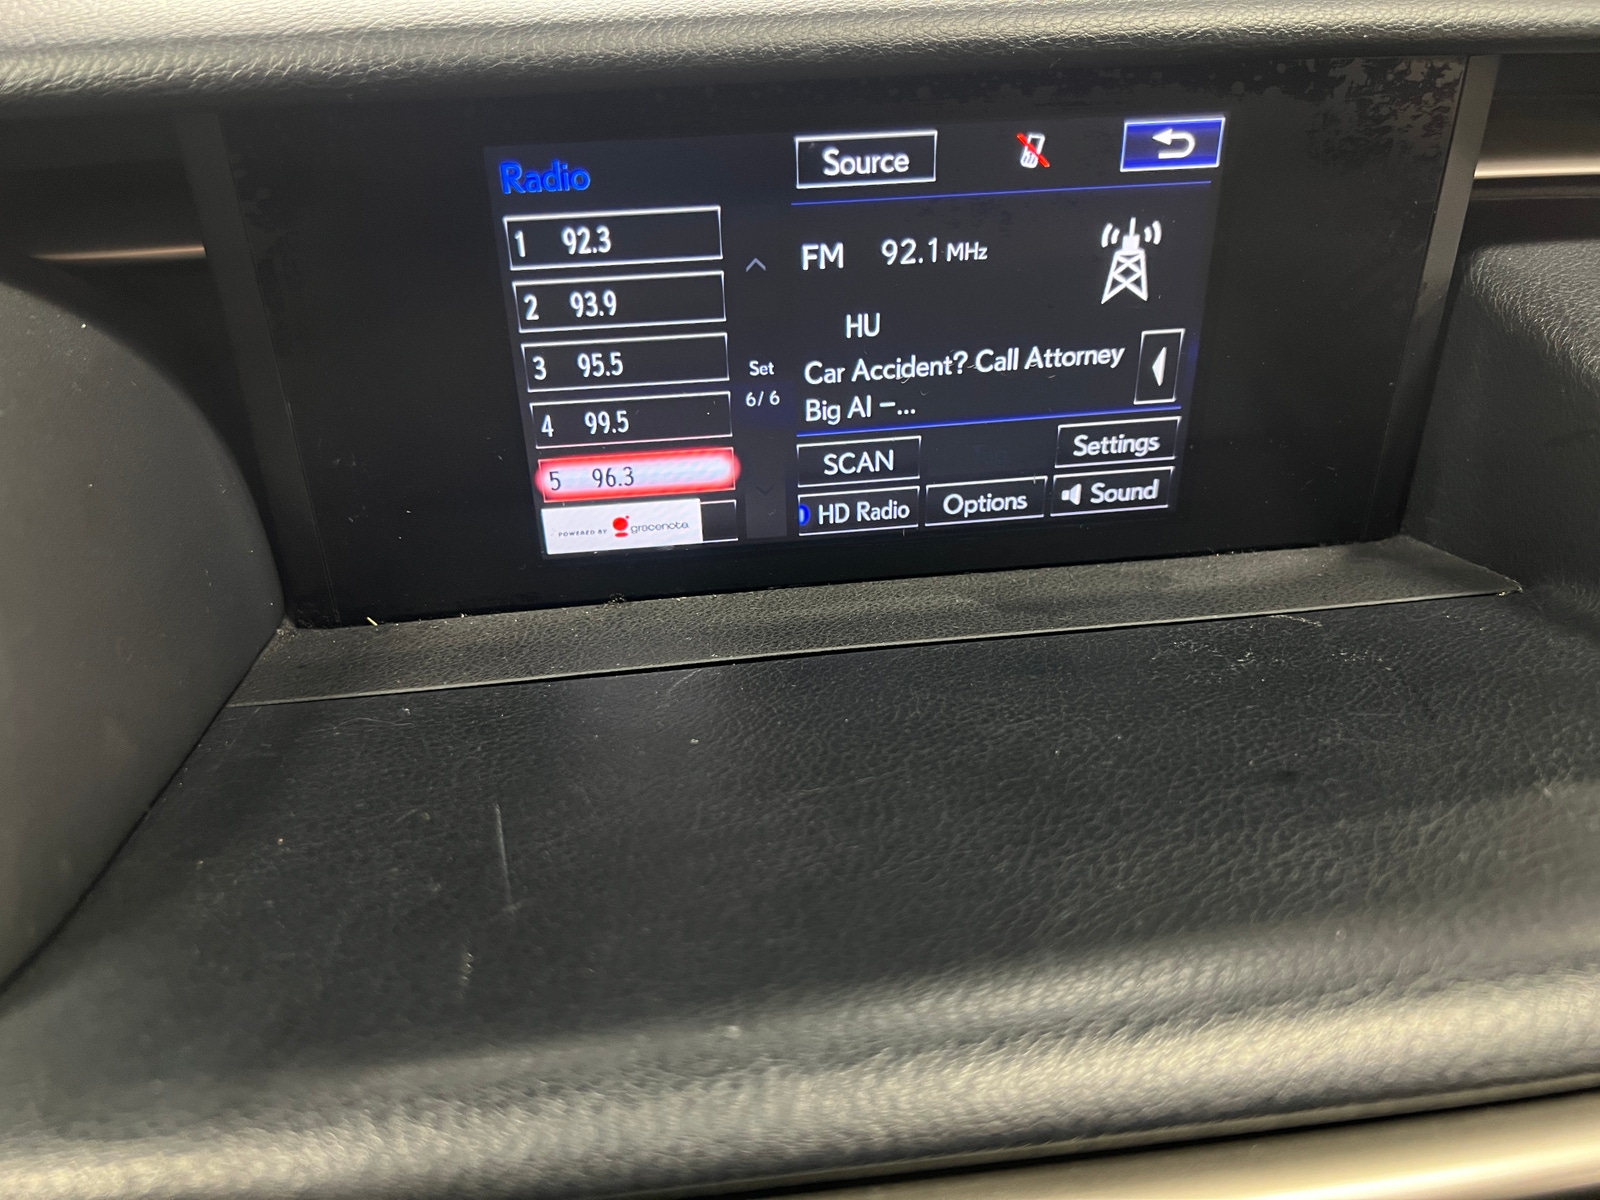 Radio
Source
1 92.3
2 93.9
3 95.5
4 99.5
5 96.3
POWERED BY gracenote.
Set
6/6
FM 92.1 MHz
HU
Car Accident? Call Attorney
Big Al –...
SCAN
Settings
HD Radio
Options
Sound